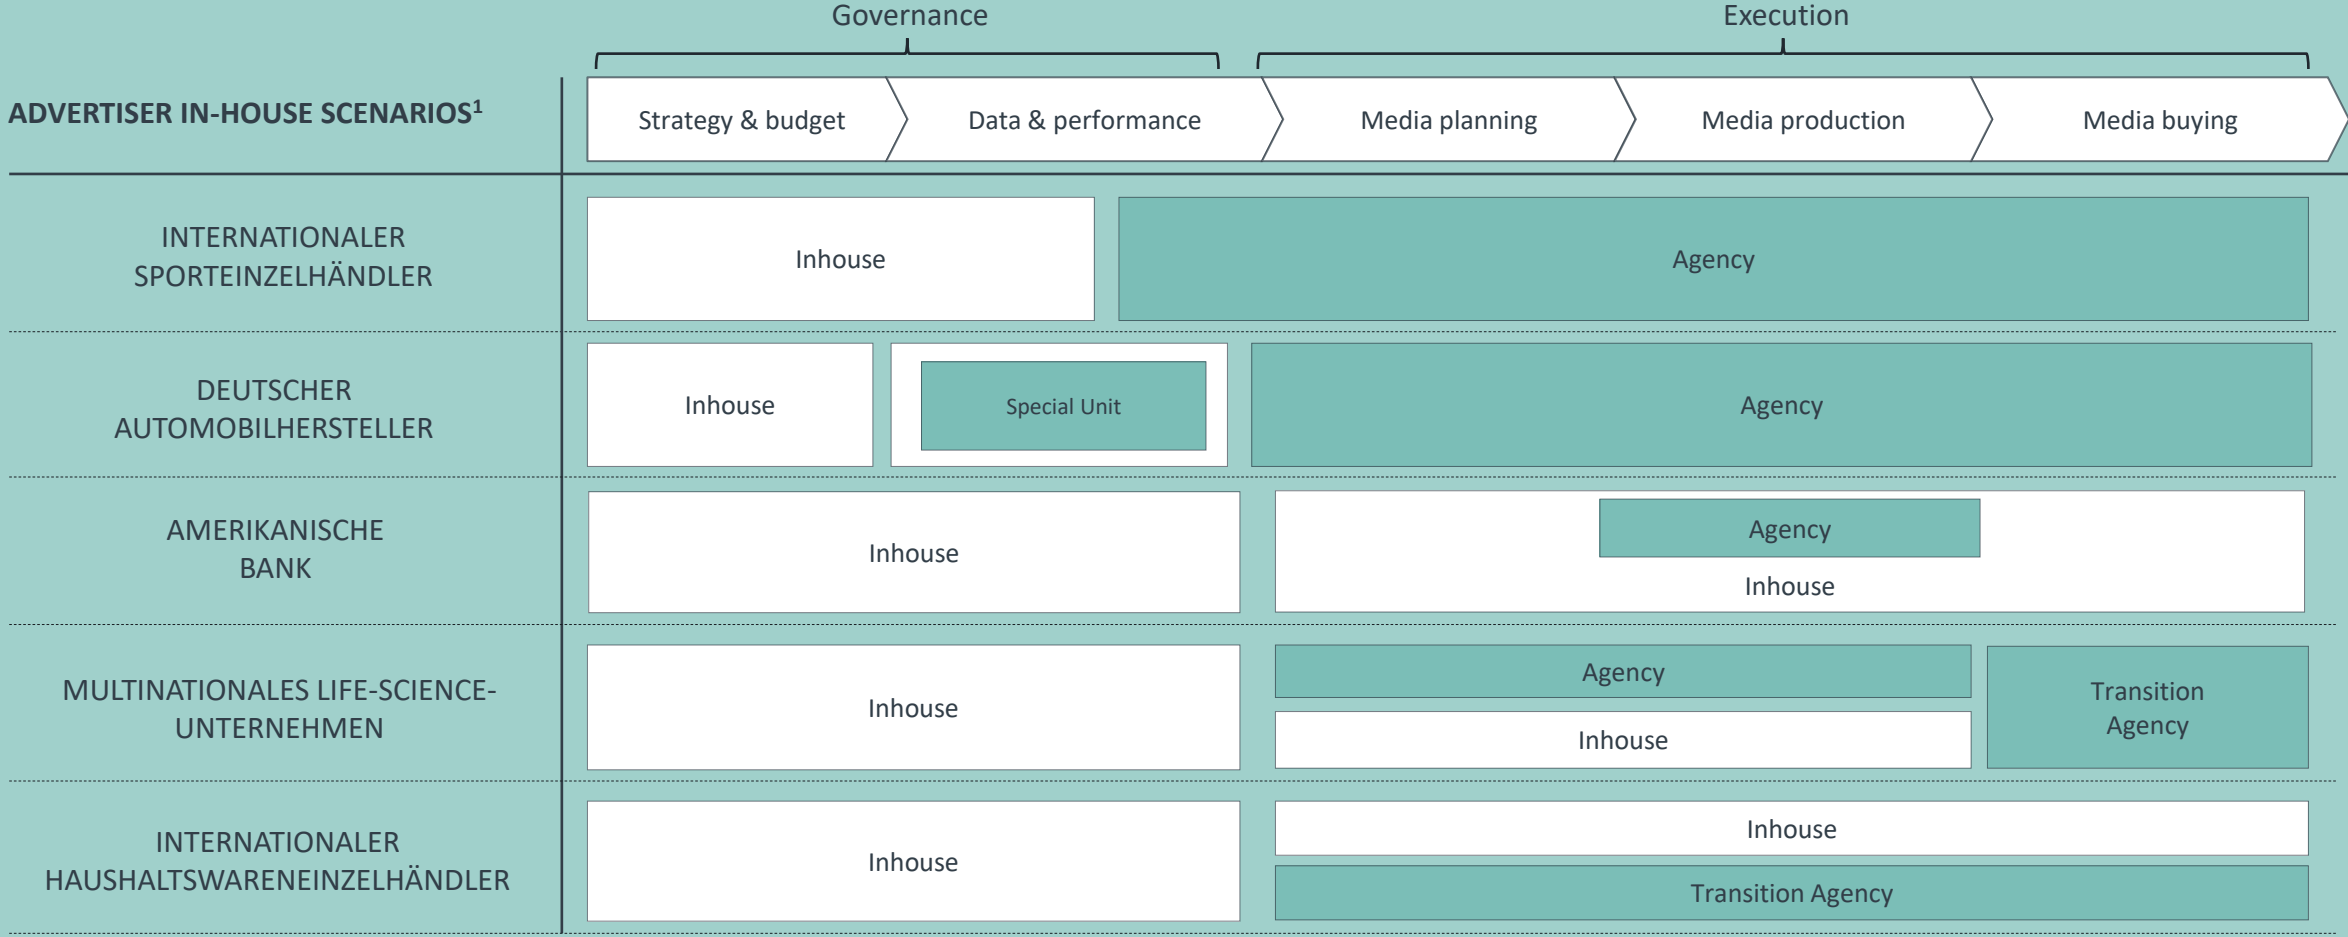 Governance
Execution
ADVERTISER IN-HOUSE SCENARIOS¹
Strategy & budget
Data & performance
Media planning
Media production
Media buying
INTERNATIONALER
SPORTEINZELHÄNDLER
Inhouse
Agency
DEUTSCHER
AUTOMOBILHERSTELLER
Inhouse
Special Unit
Agency
AMERIKANISCHE
BANK
Inhouse
Agency
Inhouse
MULTINATIONALES LIFE-SCIENCE-
UNTERNEHMEN
Inhouse
Agency
Inhouse
Transition
Agency
INTERNATIONALER
HAUSHALTSWARENEINZELHÄNDLER
Inhouse
Inhouse
Transition Agency